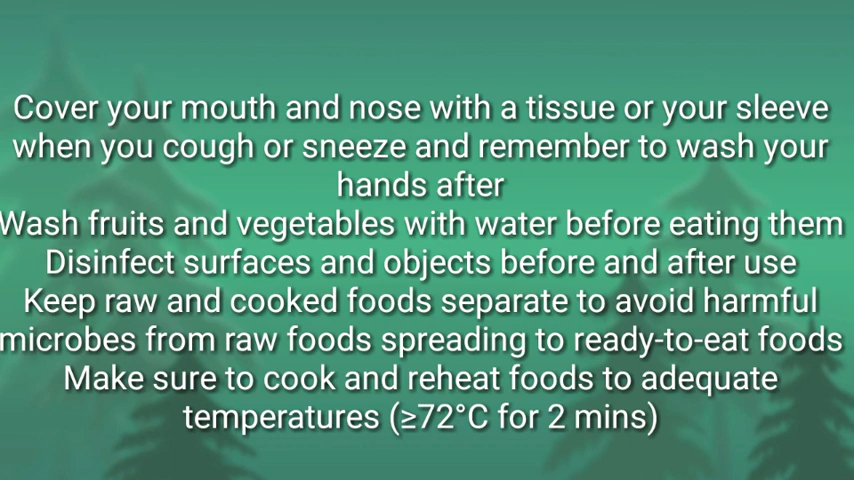 Cover your mouth and nose with a tissue or your sleeve
when you cough or sneeze and remember to wash your
hands after
Wash fruits and vegetables with water before eating them
Disinfect surfaces and objects before and after use
Keep raw and cooked foods separate to avoid harmful
microbes from raw foods spreading to ready-to-eat foods
Make sure to cook and reheat foods to adequate
temperatures (≥72°C for 2 mins)